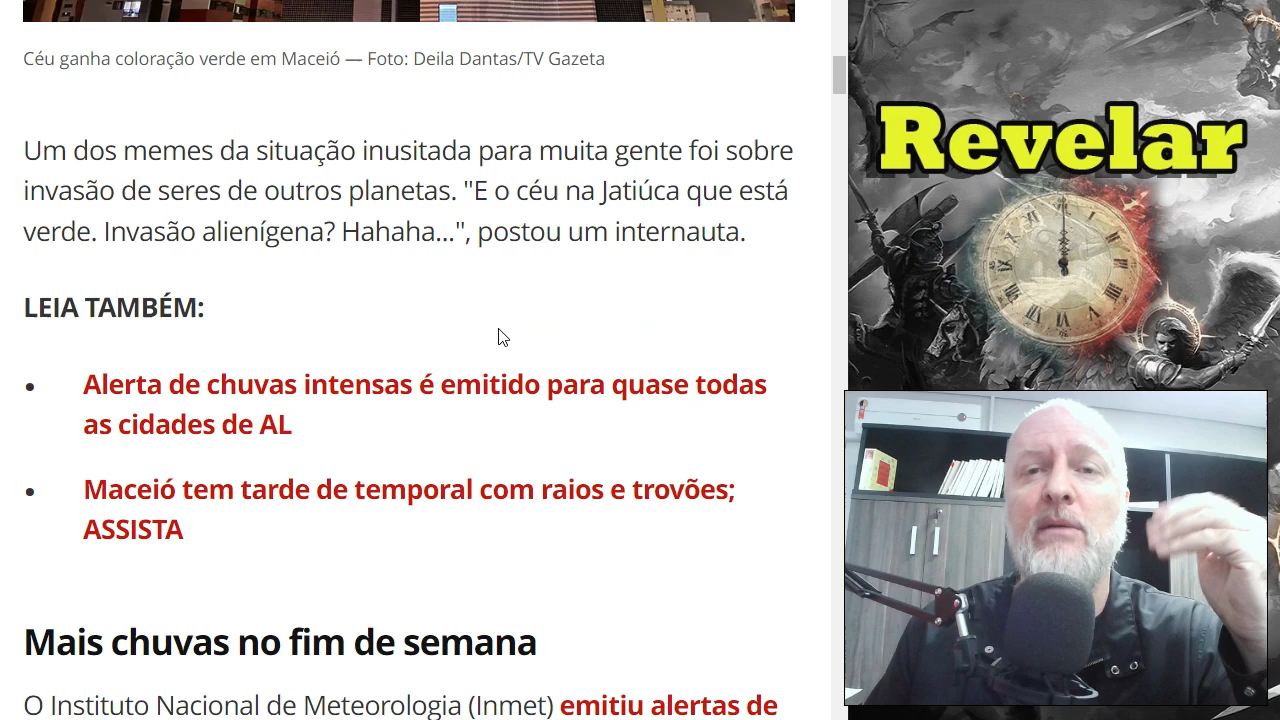 Céu ganha coloração verde em Maceió — Foto: Deila Dantas/TV Gazeta
Um dos memes da situação inusitada para muita gente foi sobre
invasão de seres de outros planetas. "E o céu na Jatiúca que está
verde. Invasão alienígena? Hahaha...", postou um internauta.
LEIA TAMBÉM:
• Alerta de chuvas intensas é emitido para quase todas
as cidades de AL
• Maceió tem tarde de temporal com raios e trovões;
ASSISTA
Mais chuvas no fim de semana
O Instituto Nacional de Meteorologia (Inmet) emitiu alertas de
Revelar